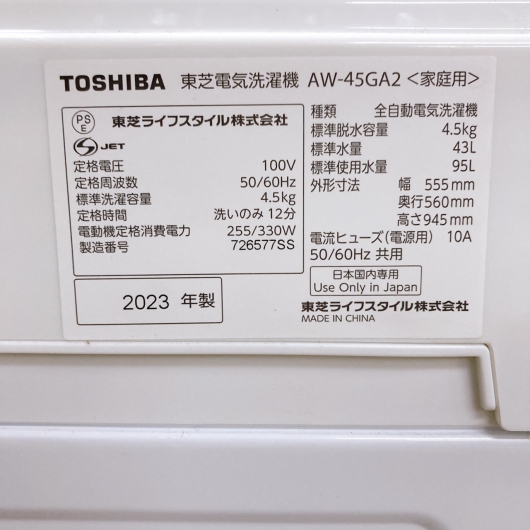 TOSHIBA 東芝電気洗濯機 AW-45GA2 <家庭用>
PSE 東芝ライフスタイル株式会社
S JET
定格電圧 100V
定格周波数 50/60Hz
標準洗濯容量 4.5kg
定格時間 洗いのみ 12分
電動機定格消費電力 255/330W
製造番号 726577SS
2023 年製
種類 全自動電気洗濯機
標準脱水容量 4.5kg
標準水量 43L
標準使用水量 95L
外形寸法 幅 555mm
奥行560mm
高さ945mm
電流ヒューズ(電源用) 10A
50/60Hz 共用
日本国内専用
Use Only in Japan
東芝ライフスタイル株式会社
MADE IN CHINA